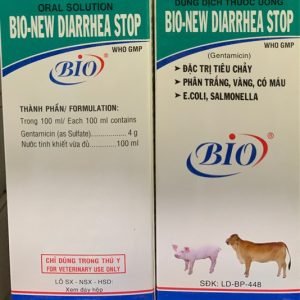 ORAL SOLUTION
BIO-NEW DIARRHEA STOP
WHO GMP
BIO
®
THÀNH PHẦN/ FORMULATION:
Trong 100 ml/ Each 100 ml contains
Gentamicin (as Sulfate) 4 g
Nước tinh khiết vừa đủ 100 ml
CHỈ DÙNG TRONG THÚ Y
FOR VETERINARY USE ONLY
LÔ SX - NSX - HSD:
Xem đáy hộp
DUNG DỊCH THUỐC UỐNG
BIO-NEW DIARRHEA STOP
WHO GMP
(Gentamicin)
ĐẶC TRỊ TIÊU CHẢY
PHÂN TRẮNG, VÀNG, CÓ MÁU
E.COLI, SALMONELLA
BIO
®
SĐK: LD-BP-448